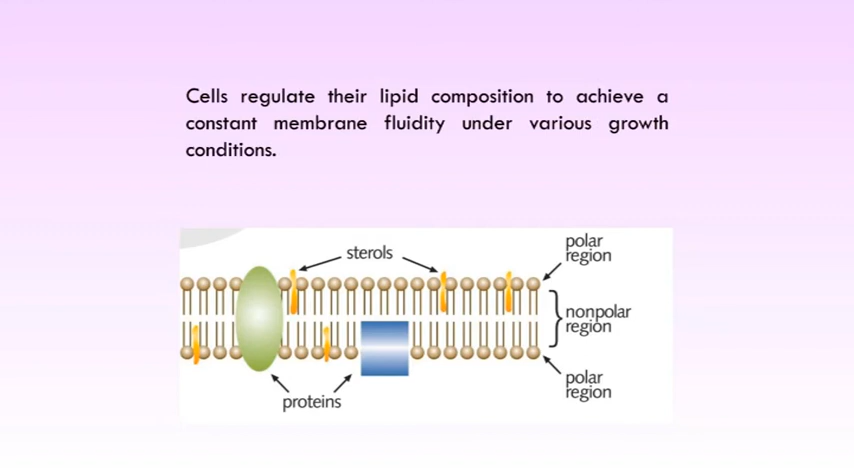 Cells regulate their lipid composition to achieve a
constant membrane fluidity under various growth
conditions.
sterols
polar
region
nonpolar
region
polar
region
proteins